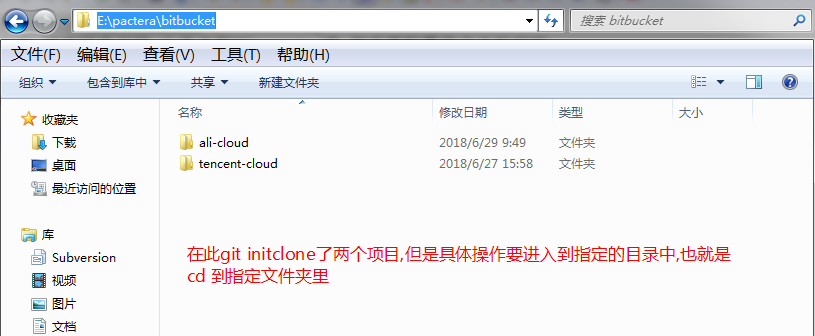 E:\pactera\bitbucket
搜索 bitbucket
文件(F) 编辑(E) 查看(V) 工具(T) 帮助(H)
组织 包含到库中 共享 新建文件夹
名称 修改日期 类型 大小
收藏夹
下载
桌面
最近访问的位置
库
Subversion
视频
图片
文档
ali-cloud 2018/6/29 9:49 文件夹
tencent-cloud 2018/6/27 15:58 文件夹
在此git initclone了两个项目,但是具体操作要进入到指定的目录中,也就是
cd 到指定文件夹里